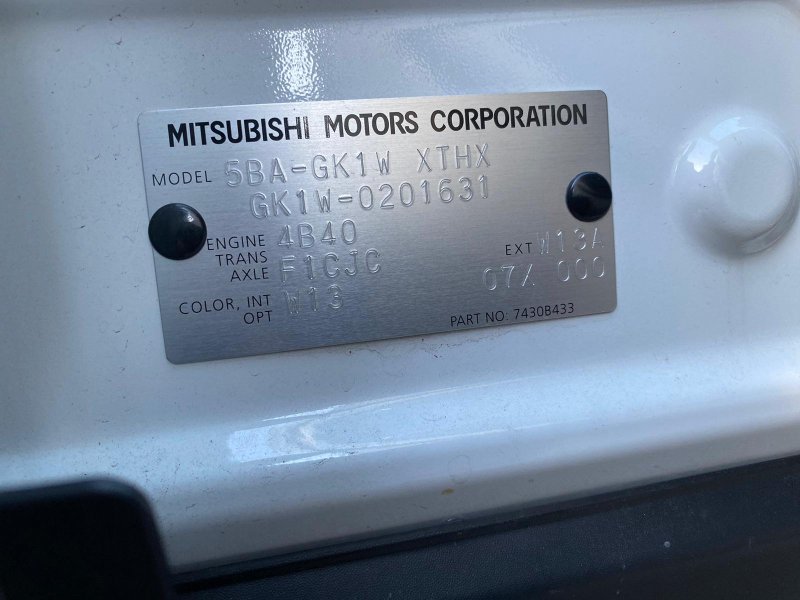 MITSUBISHI MOTORS CORPORATION
MODEL 5BA-GK1W XTHX
GK1W-0201631
ENGINE 4B40
TRANS AXLE F1CJC EXT W13A
COLOR, INT W13 07X 000
OPT
PART NO: 7430B433